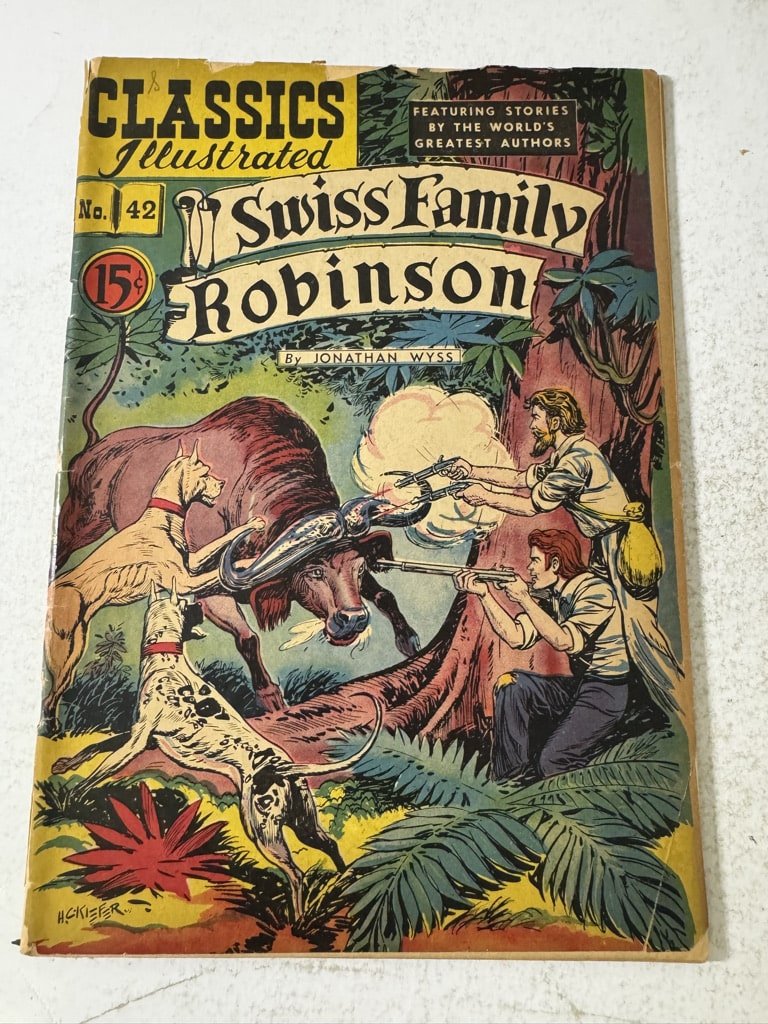 CLASSICS
Illustrated
FEATURING STORIES
BY THE WORLD'S
GREATEST AUTHORS
No. 42
15¢
Swiss Family
Robinson
By JONATHAN WYSS
H.C.KIEFER